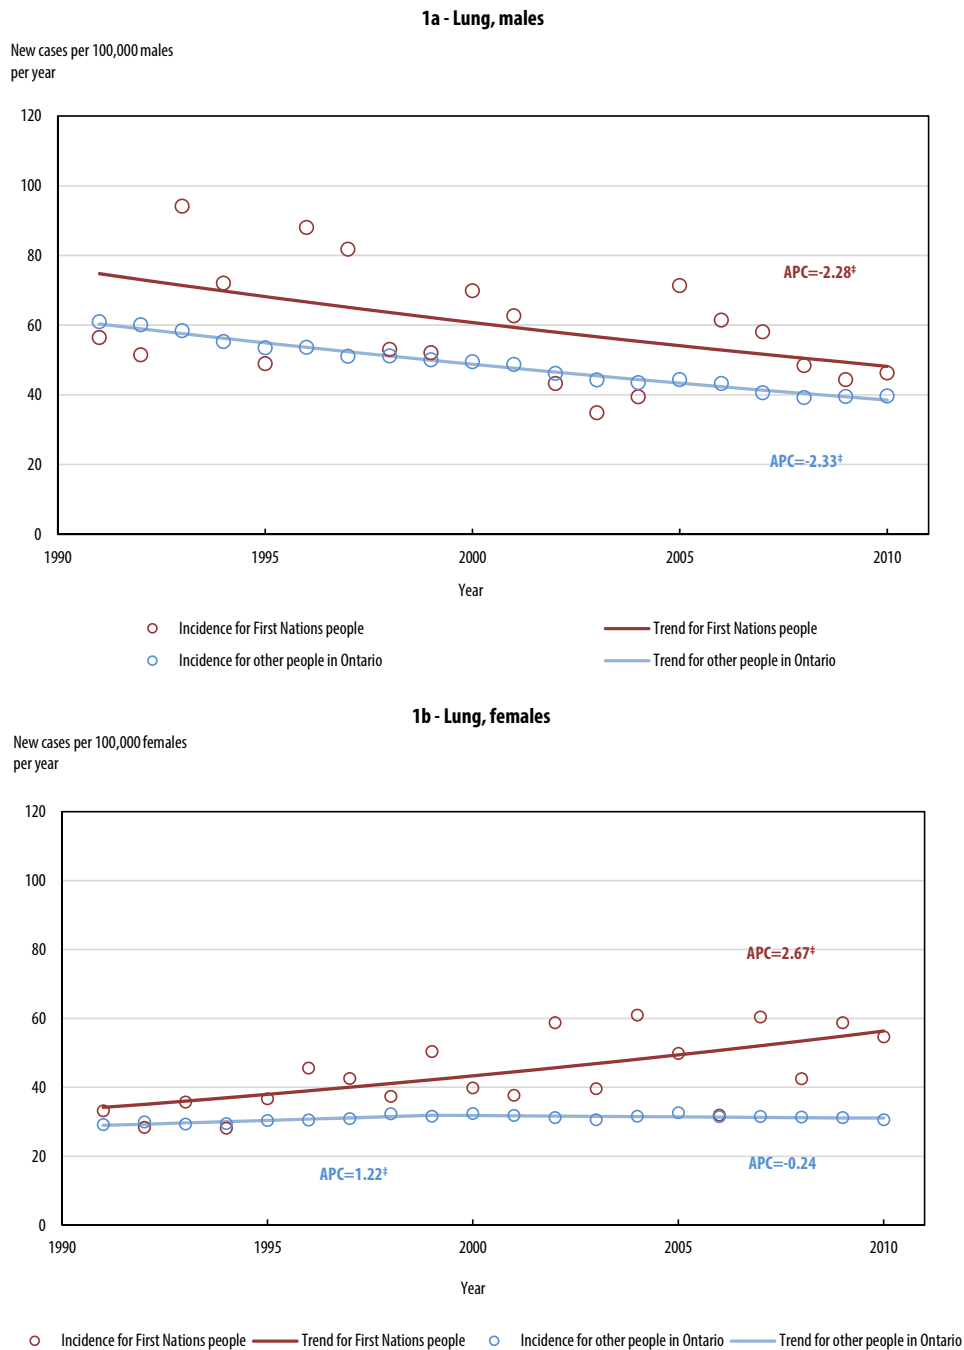 1a - Lung, males
New cases per 100,000 males
per year
120
100
80
APC=-2.28‡
60
40
20
APC=-2.33‡
0
1990 1995 2000 2005 2010
Year
Incidence for First Nations people Trend for First Nations people
Incidence for other people in Ontario Trend for other people in Ontario
1b - Lung, females
New cases per 100,000 females
per year
120
100
80
APC=2.67‡
60
40
20
APC=1.22‡ APC=-0.24
0
1990 1995 2000 2005 2010
Year
Incidence for First Nations people Trend for First Nations people Incidence for other people in Ontario Trend for other people in Ontario